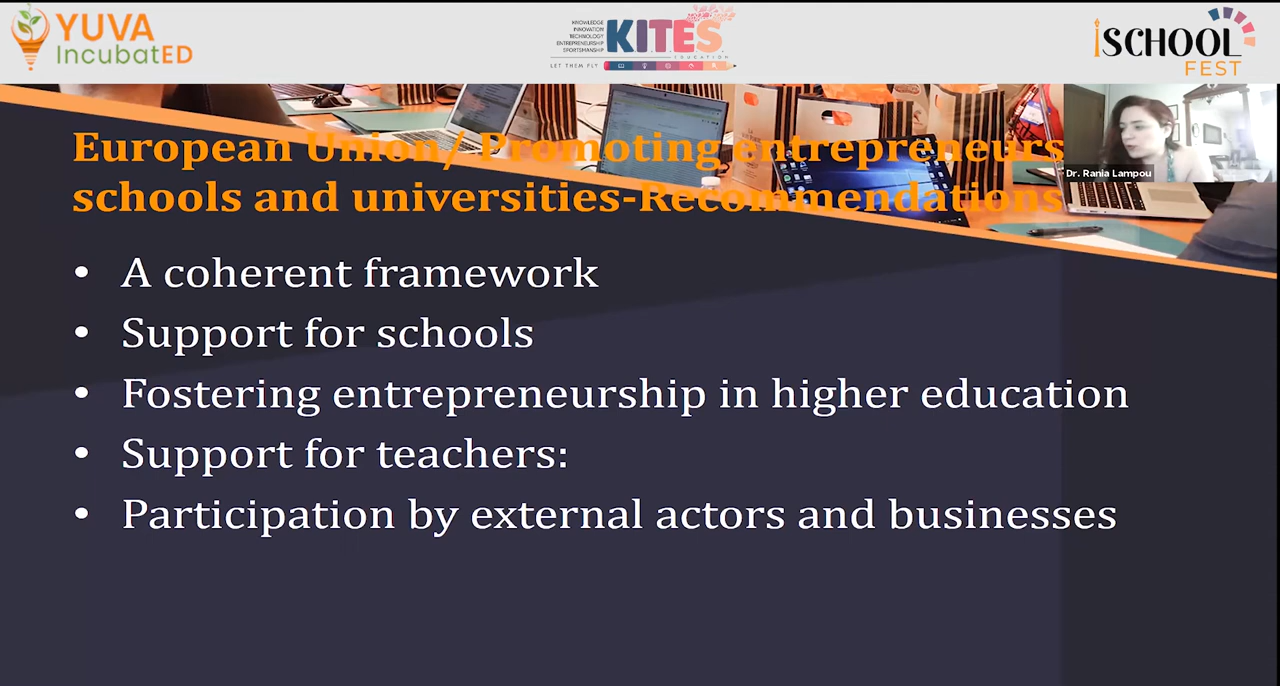 YUVA
IncubatED
KNOWLEDGE
INNOVATION
TECHNOLOGY
ENTREPRENEURSHIP
SPORTSMANSHIP
KITES
EDUCATION
LET THEM FLY
iSCHOOL
FEST
Dr. Rania Lampou
European Union/ Promoting entrepreneurs
schools and universities-Recommendations
• A coherent framework
• Support for schools
• Fostering entrepreneurship in higher education
• Support for teachers:
• Participation by external actors and businesses